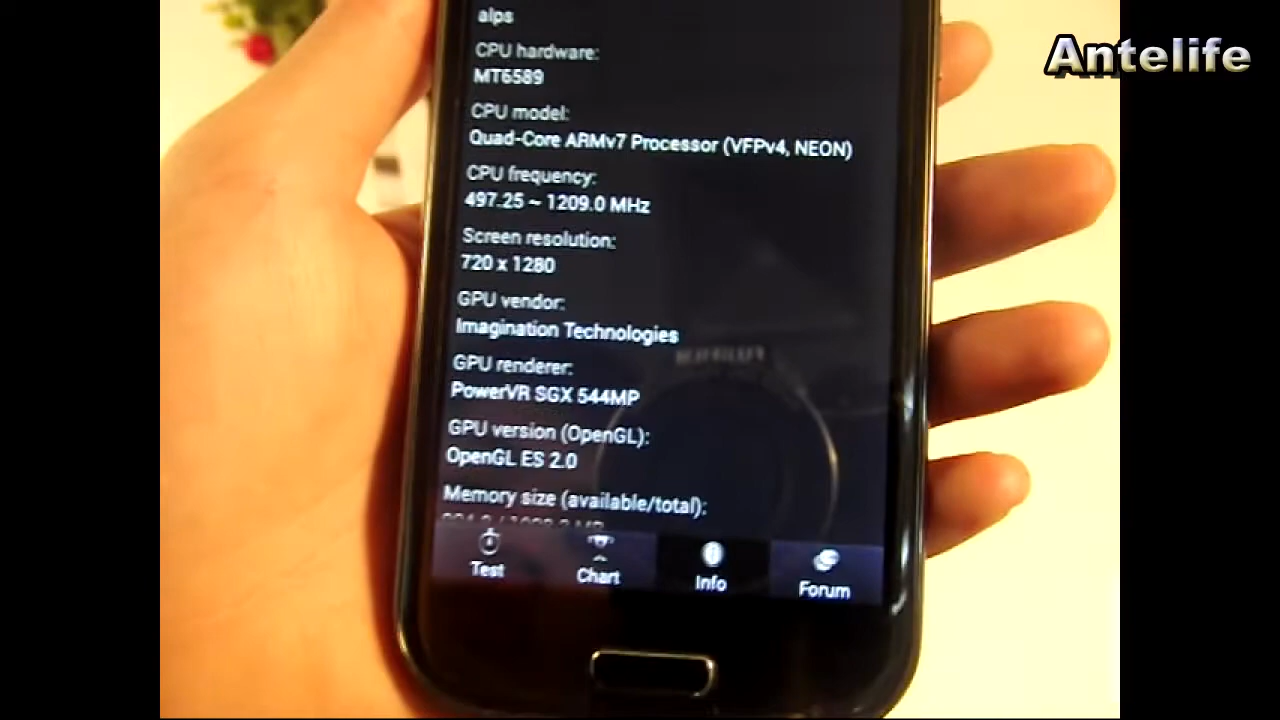 Antelife
alps
CPU hardware:
MT6589
CPU model:
Quad-Core ARMv7 Processor (VFPv4, NEON)
CPU frequency:
497.25 ~ 1209.0 MHz
Screen resolution:
720 x 1280
GPU vendor:
Imagination Technologies
GPU renderer:
PowerVR SGX 544MP
GPU version (OpenGL):
OpenGL ES 2.0
Memory size (available/total):
Test Chart Info Forum